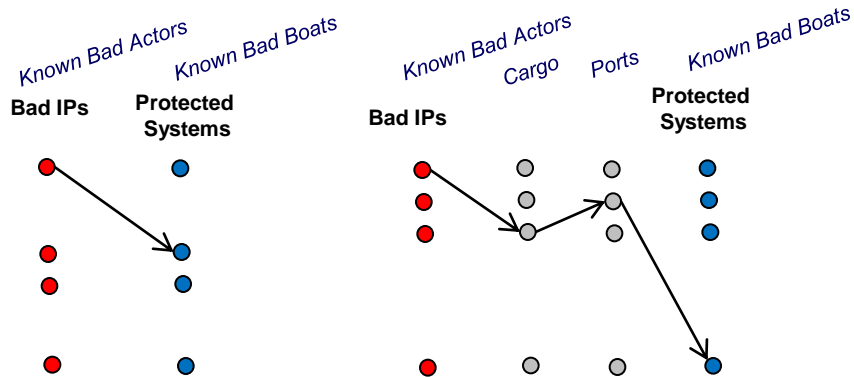 Known Bad Actors
Known Bad Boats
Bad IPs
Protected
Systems
Known Bad Actors
Cargo
Ports
Known Bad Boats
Bad IPs
Protected
Systems